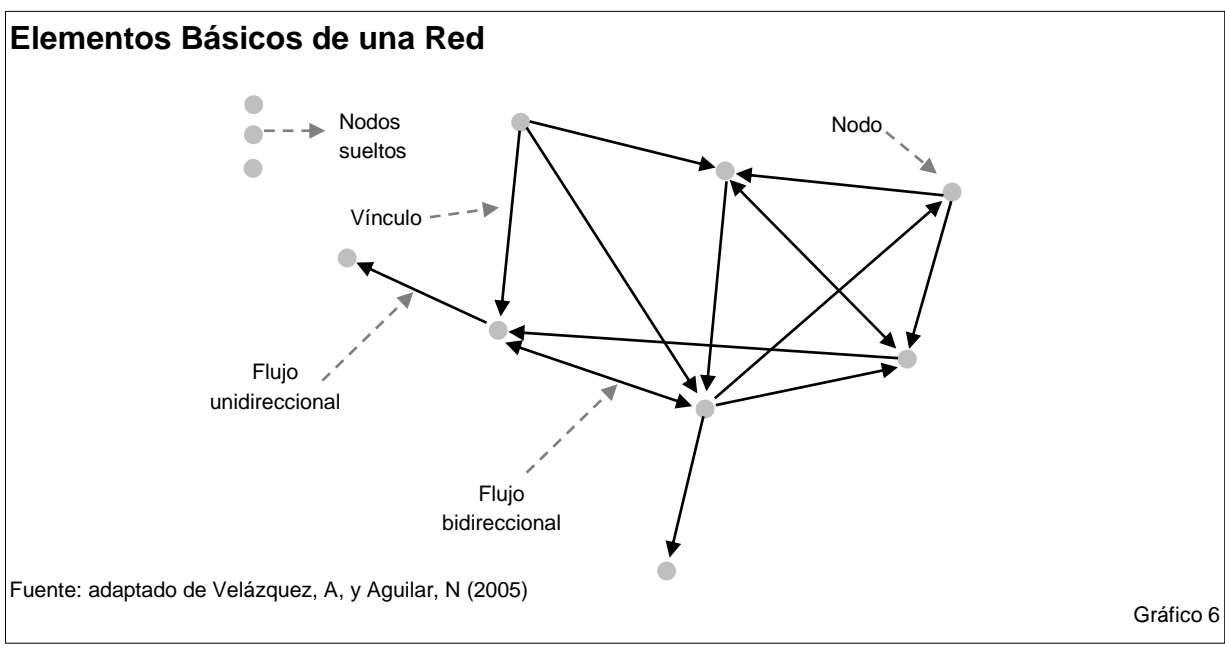 Elementos Básicos de una Red
Nodos
sueltos
Nodo
Vínculo
Flujo
unidireccional
Flujo
bidireccional
Fuente: adaptado de Velázquez, A, y Aguilar, N (2005)
Gráfico 6